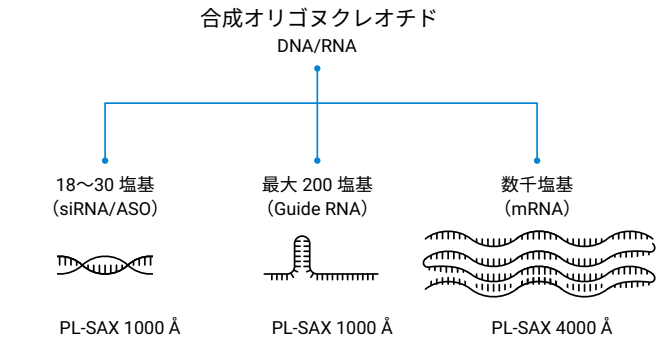 合成オリゴヌクレオチド
DNA/RNA
18～30 塩基
（siRNA/ASO）
最大 200 塩基
（Guide RNA）
数千塩基
（mRNA）
PL-SAX 1000 Å
PL-SAX 1000 Å
PL-SAX 4000 Å